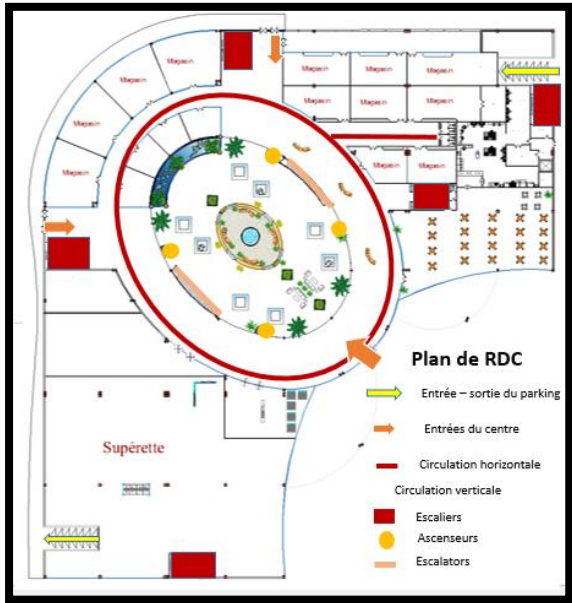 Magasin
Magasin Magasin Magasin
Magasin
Magasin Magasin Magasin
Magasin
Magasin Magasin
Magasin
Plan de RDC
Entrée – sortie du parking
Entrées du centre
Supérette
Circulation horizontale
Circulation verticale
Escaliers
Ascenseurs
Escalators